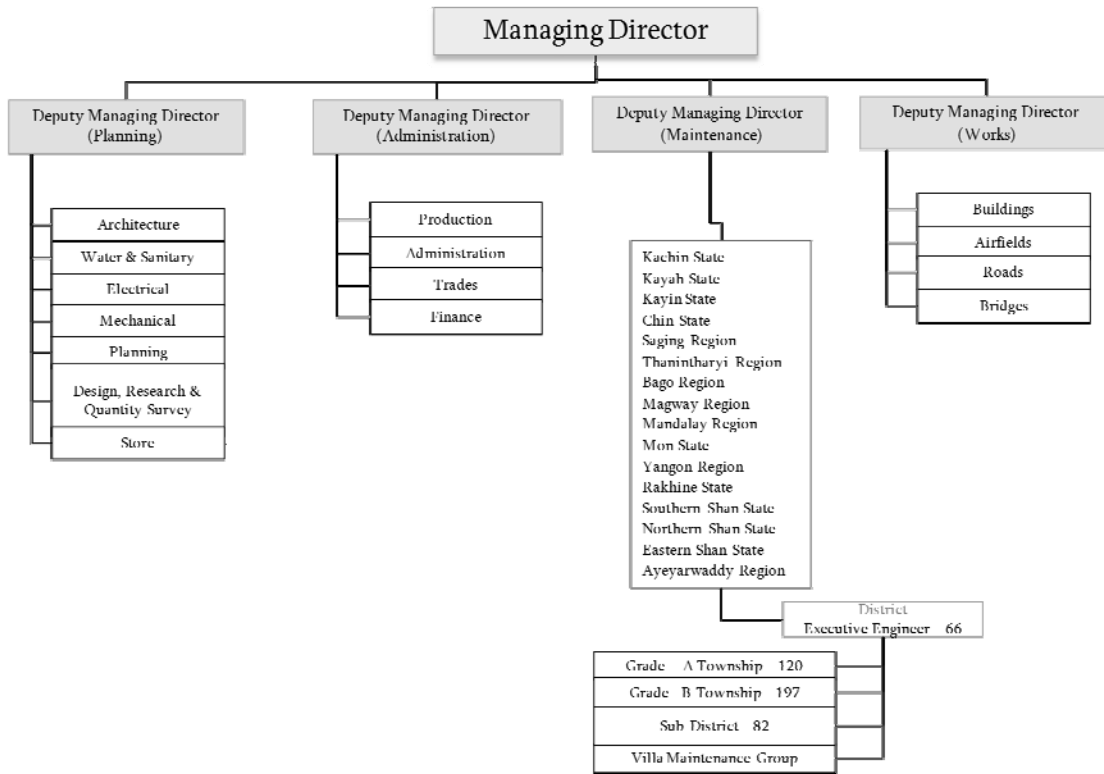 Managing Director
Deputy Managing Director
(Planning)
Deputy Managing Director
(Administration)
Deputy Managing Director
(Maintenance)
Deputy Managing Director
(Works)
Architecture
Water & Sanitary
Electrical
Mechanical
Planning
Design, Research &
Quantity Survey
Store
Production
Administration
Trades
Finance
Kachin State
Kayah State
Kayin State
Chin State
Saging Region
Thanintharyi Region
Bago Region
Magway Region
Mandalay Region
Mon State
Yangon Region
Rakhine State
Southern Shan State
Northern Shan State
Eastern Shan State
Ayeyarwaddy Region
Buildings
Airfields
Roads
Bridges
District
Executive Engineer 66
Grade A Township 120
Grade B Township 197
Sub District 82
Villa Maintenance Group